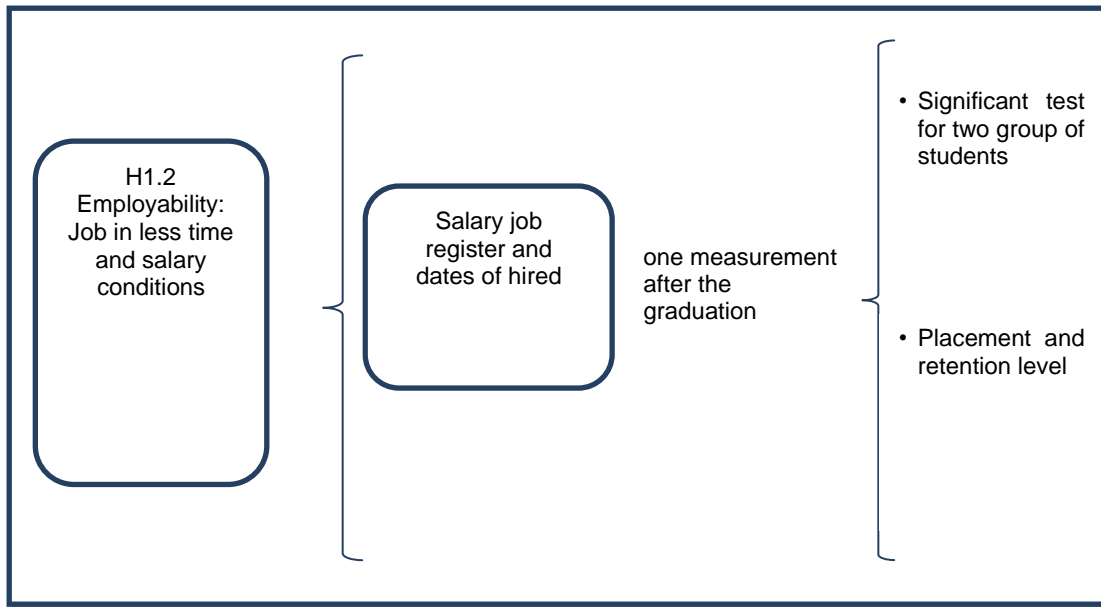 H1.2
Employability:
Job in less time
and salary
conditions
Salary job
register and
dates of hired
one measurement
after the
graduation
• Significant test
for two group of
students
• Placement and
retention level